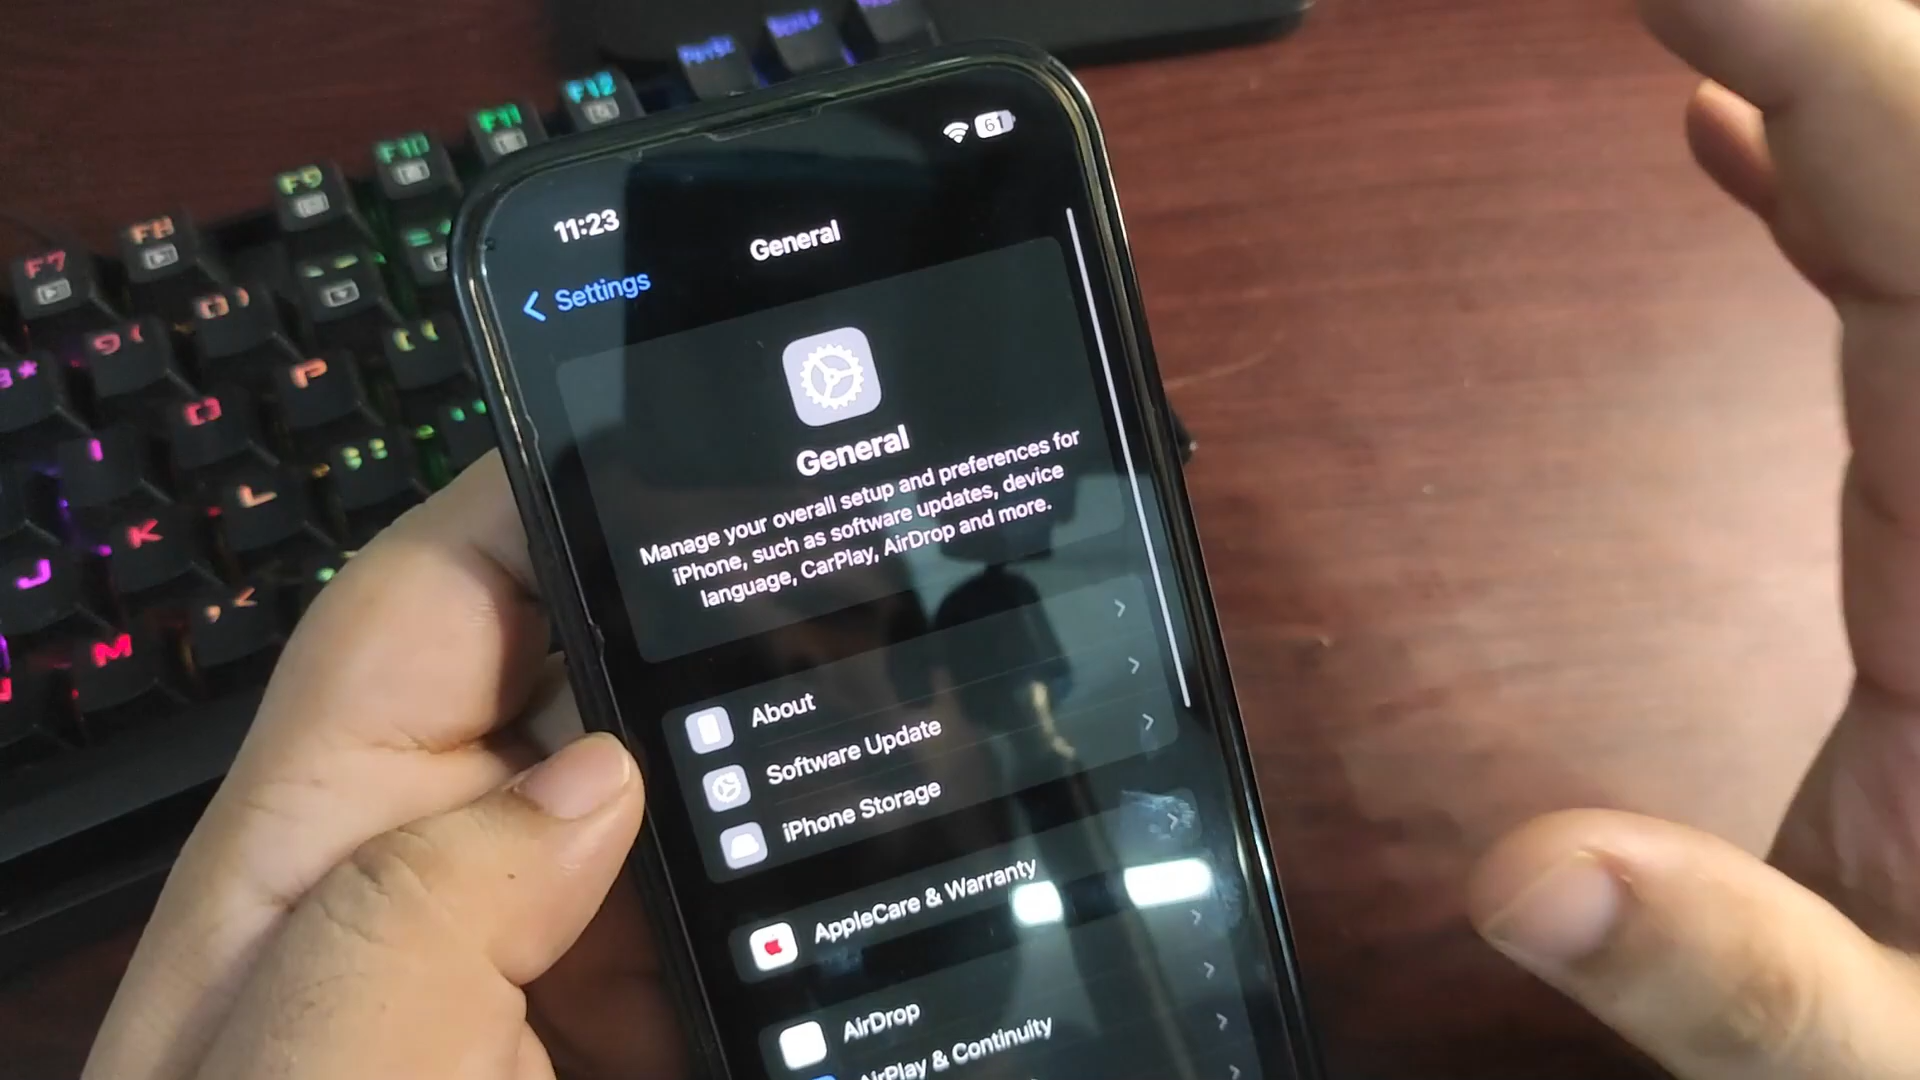 61
11:23
General
Settings
General
Manage your overall setup and preferences for
iPhone, such as software updates, device
language, CarPlay, AirDrop and more.
About
Software Update
iPhone Storage
AppleCare & Warranty
AirDrop
AirPlay & Continuity
F7
F8
F9
F10
F11
F12
P
L
K
J
M